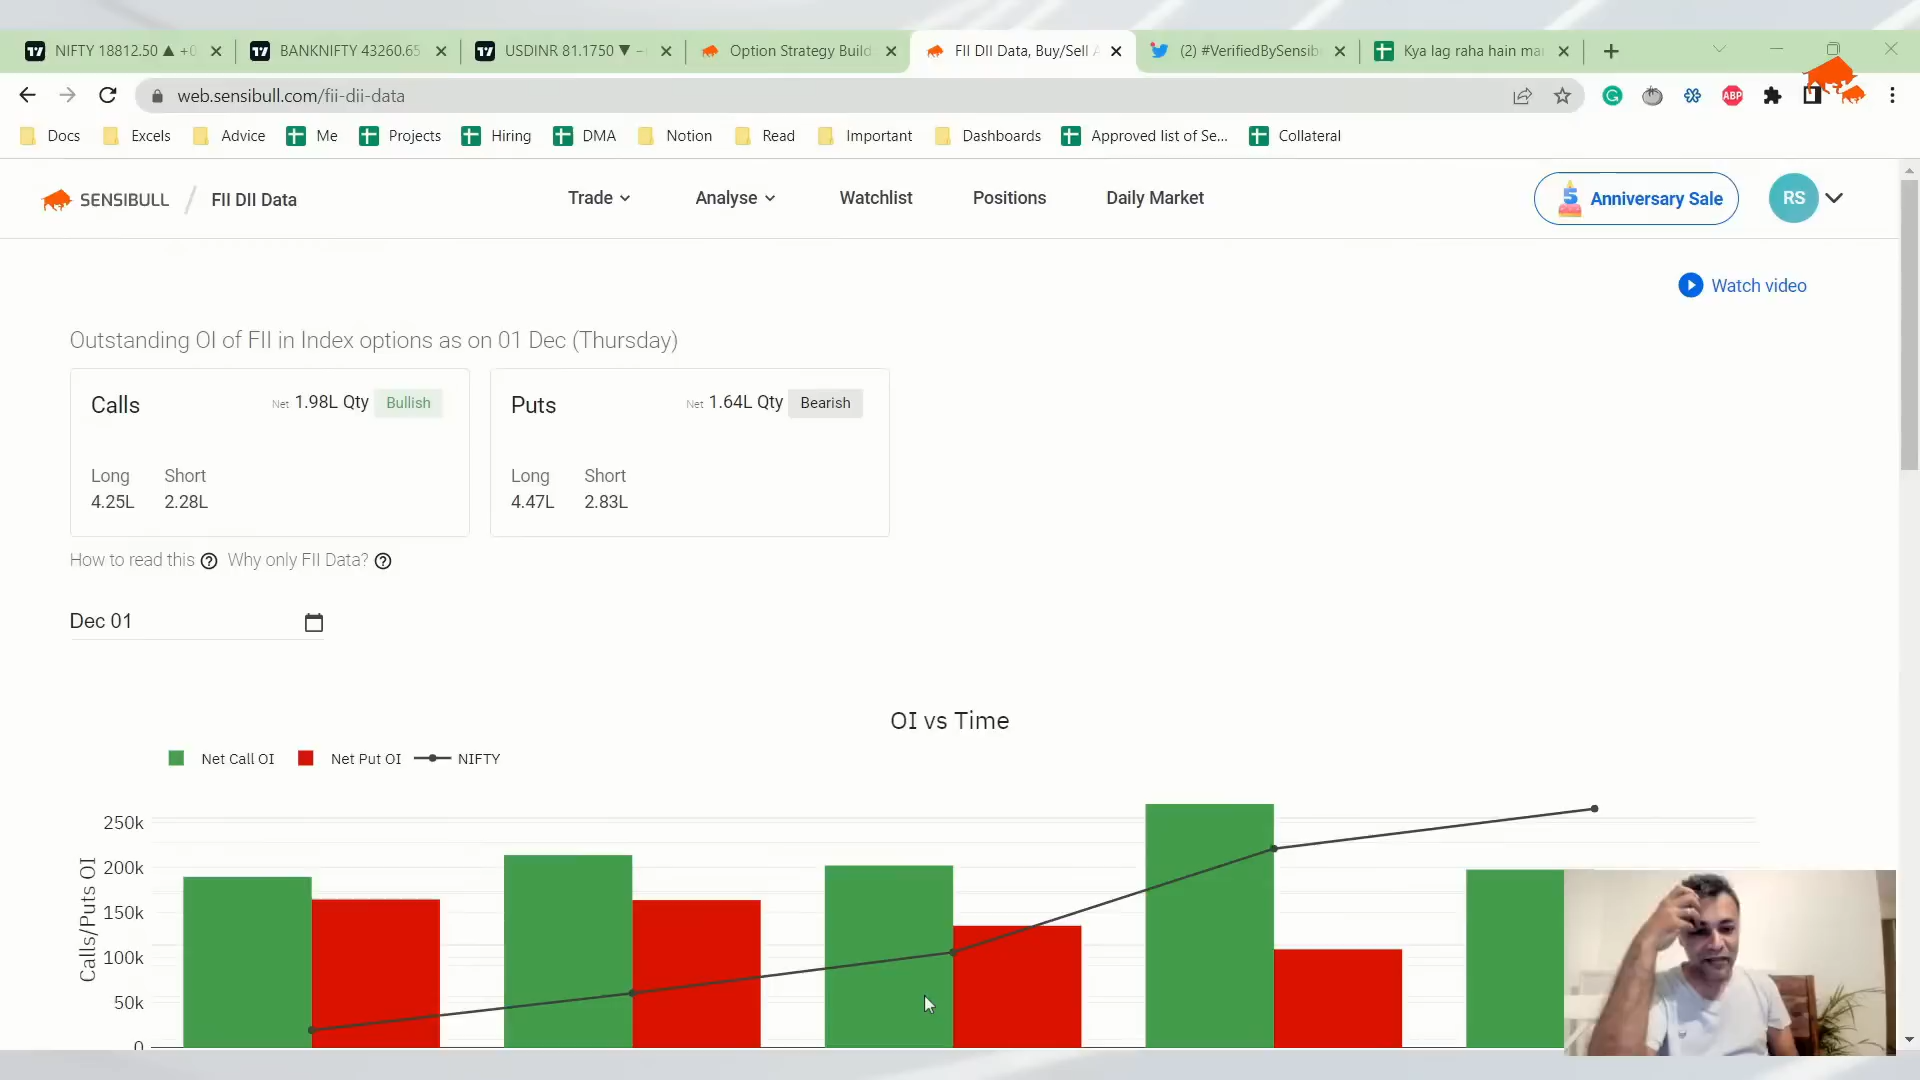 NIFTY 18812.50 ▲ +0
BANKNIFTY 43260.65
USDINR 81.1750 ▼ −
Option Strategy Build
FII DII Data, Buy/Sell A
(2) #VerifiedBySensib
Kya lag raha hain ma
web.sensibull.com/fii-dii-data
ABP
Docs
Excels
Advice
Me
Projects
Hiring
DMA
Notion
Read
Important
Dashboards
Approved list of Se...
Collateral
SENSIBULL / FII DII Data
Trade
Analyse
Watchlist
Positions
Daily Market
5 Anniversary Sale
RS
Watch video
Outstanding OI of FII in Index options as on 01 Dec (Thursday)
Calls Net 1.98L Qty Bullish
Long Short
4.25L 2.28L
Puts Net 1.64L Qty Bearish
Long Short
4.47L 2.83L
How to read this ? Why only FII Data? ?
Dec 01
OI vs Time
Net Call OI Net Put OI NIFTY
Calls/Puts OI
250k
200k
150k
100k
50k
0